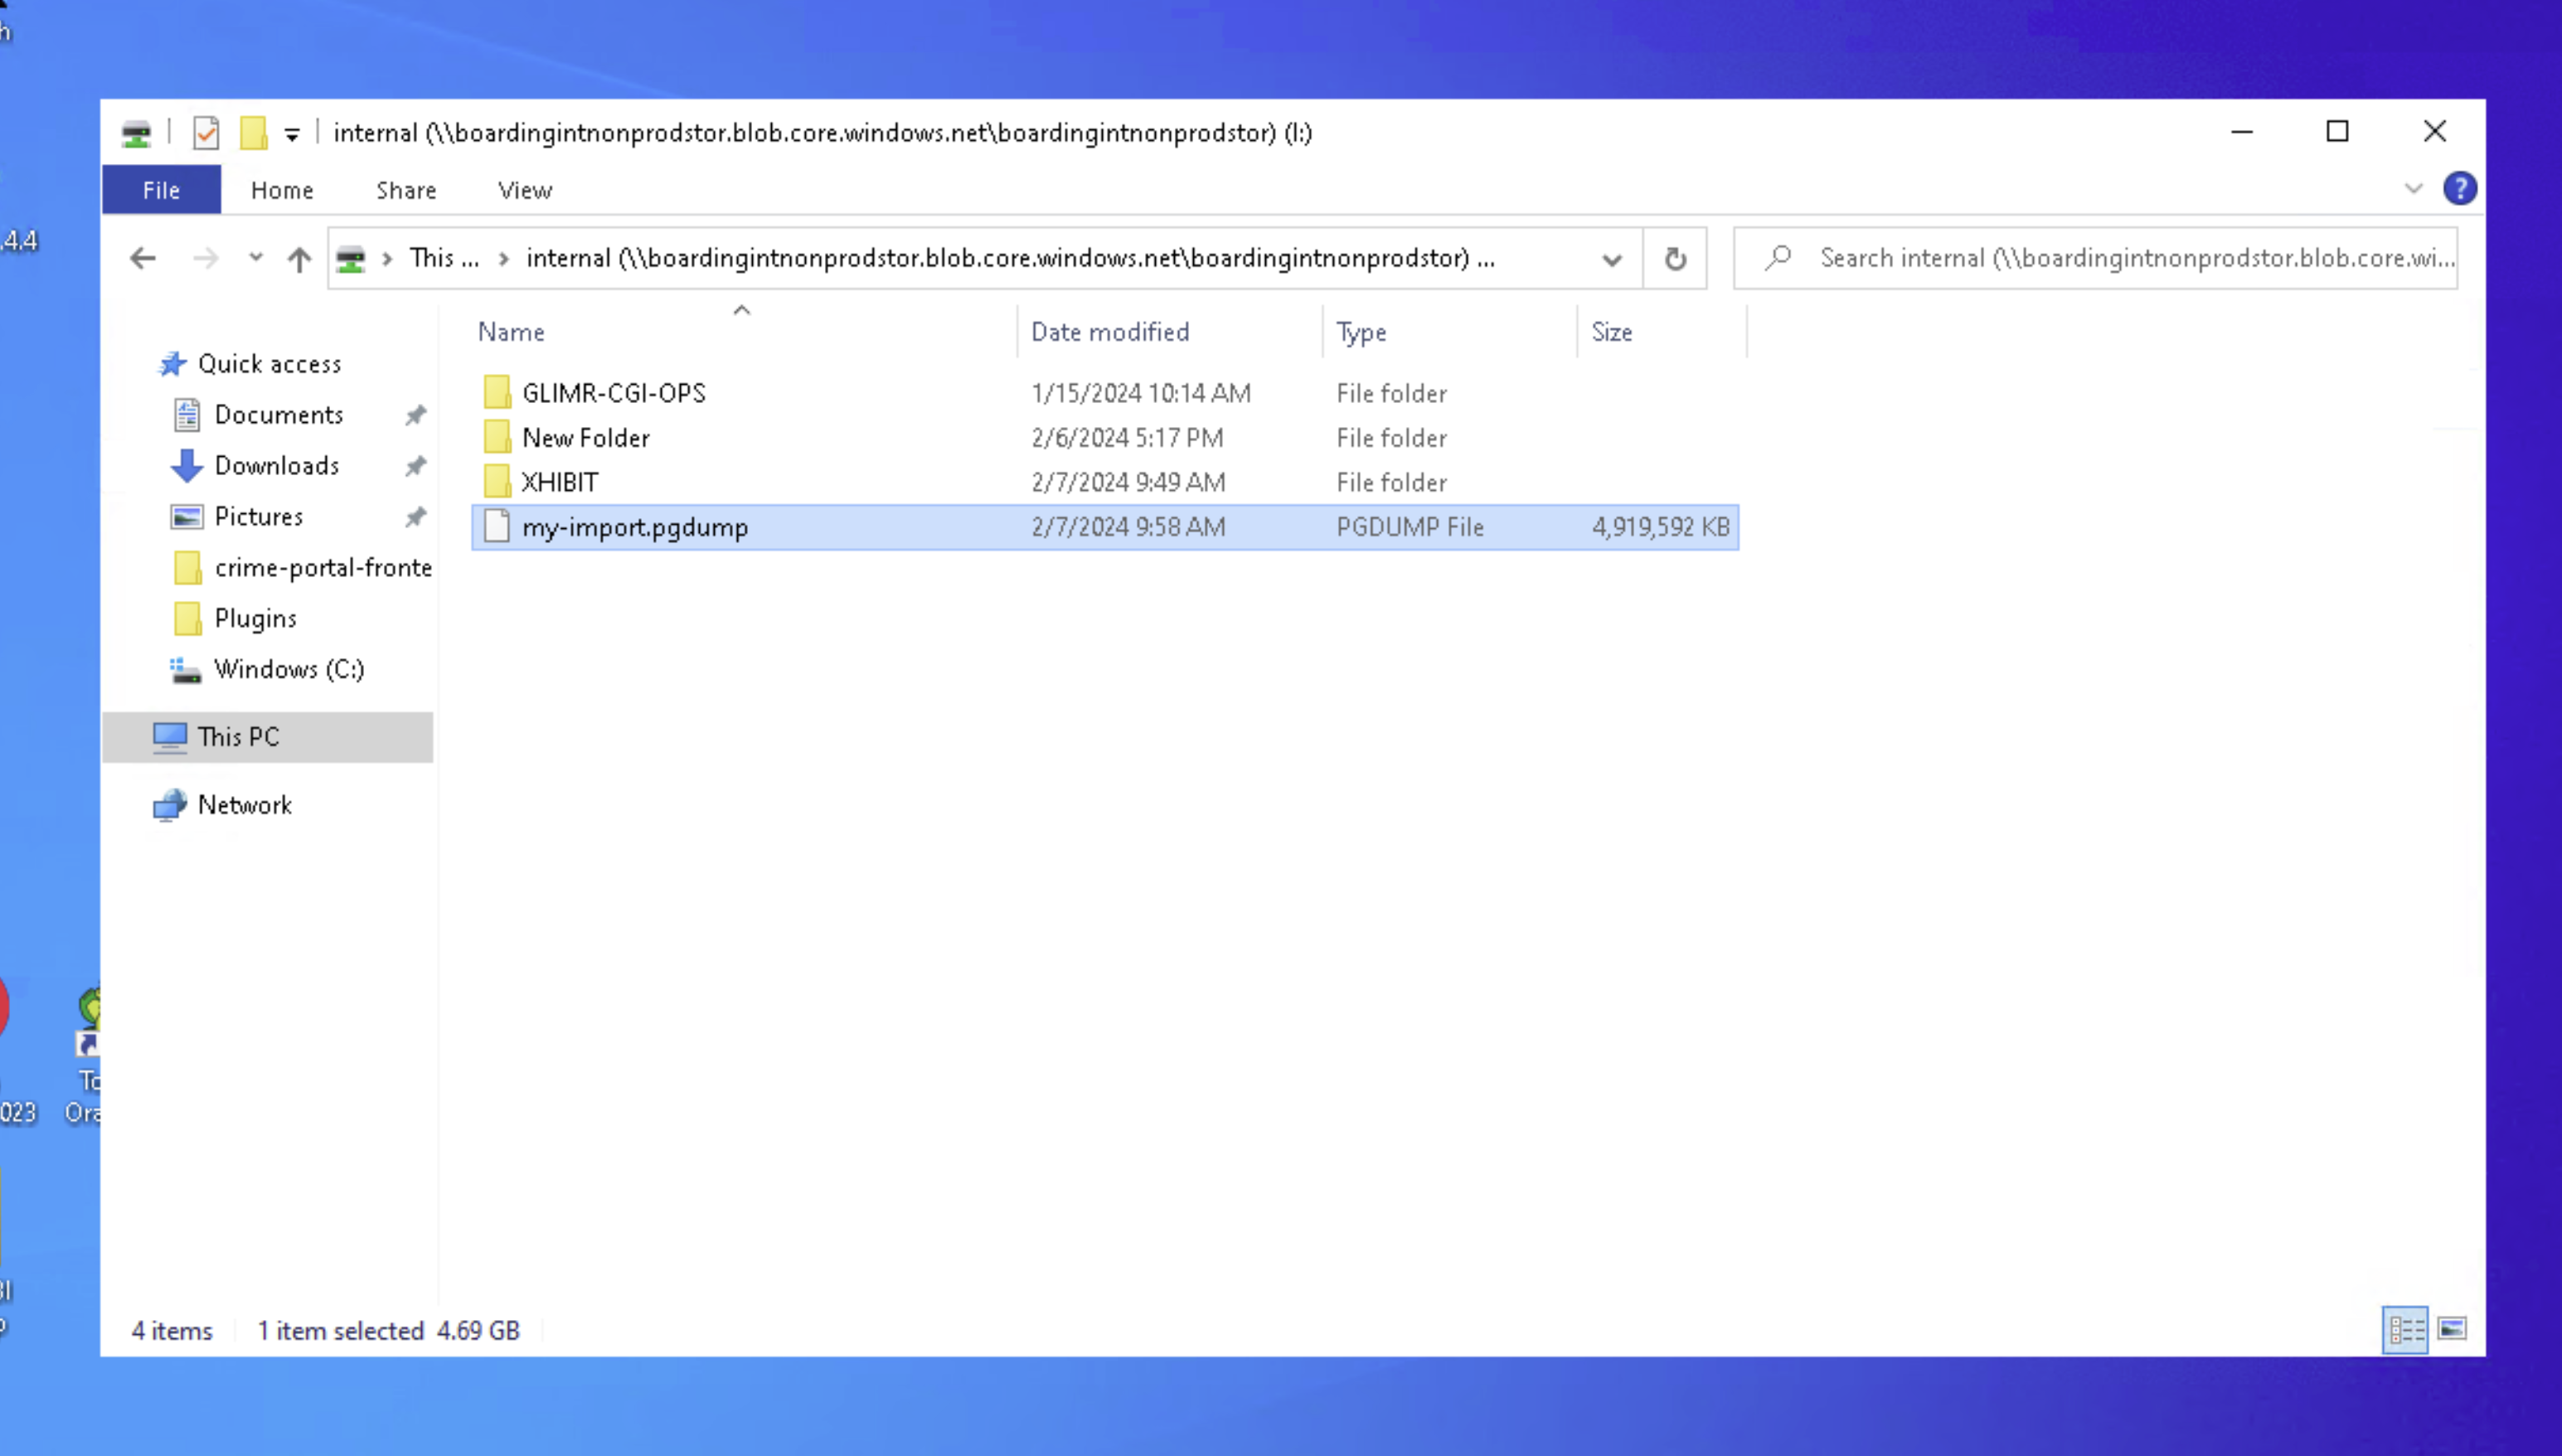 h
.4.4
internal (\\boardingintnonprodstor.blob.core.windows.net\boardingintnonprodstor) (I:)
File Home Share View
?
This ... internal (\\boardingintnonprodstor.blob.core.windows.net\boardingintnonprodstor) ...
Search internal (\\boardingintnonprodstor.blob.core.wi...
Name Date modified Type Size
Quick access
Documents
Downloads
Pictures
crime-portal-fronte
Plugins
Windows (C:)
This PC
Network
GLIMR-CGI-OPS 1/15/2024 10:14 AM File folder
New Folder 2/6/2024 5:17 PM File folder
XHIBIT 2/7/2024 9:49 AM File folder
my-import.pgdump 2/7/2024 9:58 AM PGDUMP File 4,919,592 KB
To
023 Ora
4 items 1 item selected 4.69 GB